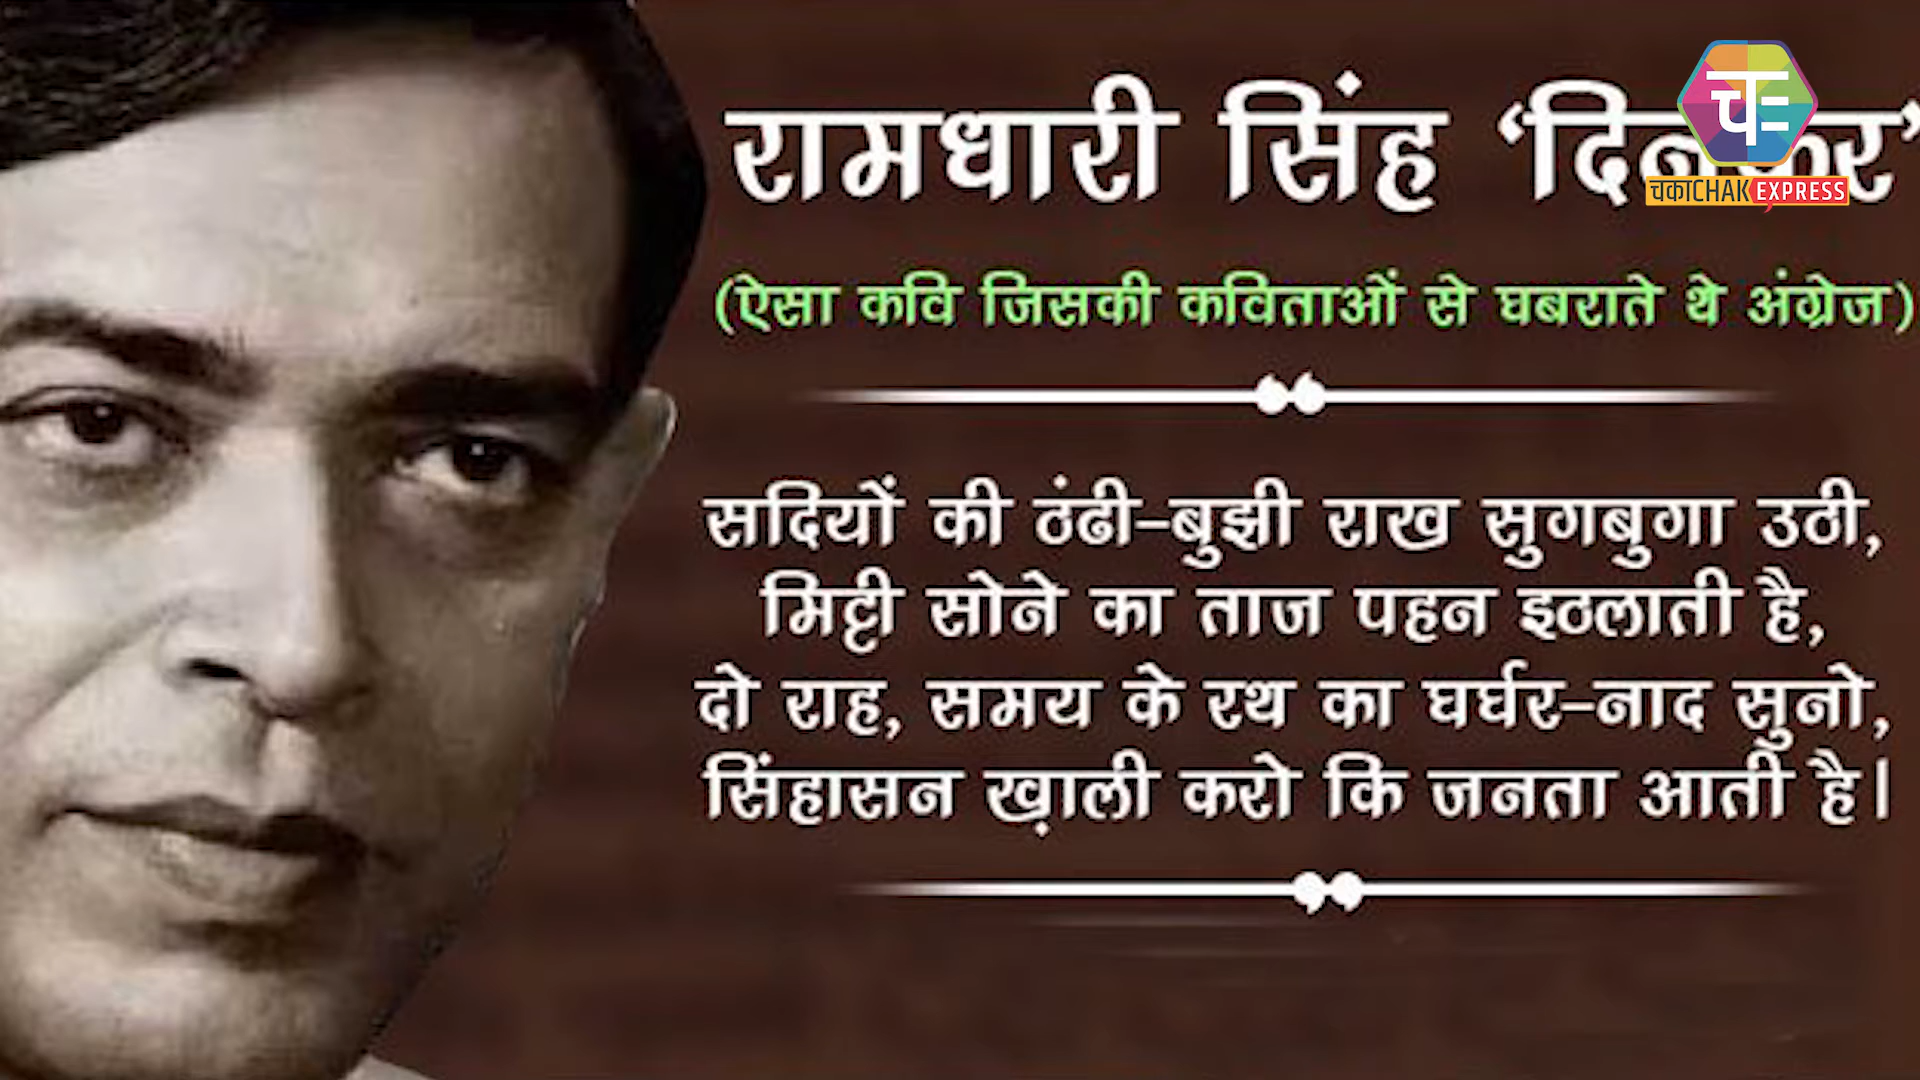 रामधारी सिंह ‘दिनकर’
चकाCHAK EXPRESS
(ऐसा कवि जिसकी कविताओं से घबराते थे अंग्रेज)
सदियों की ठंढी-बुझी राख सुगबुगा उठी,
मिट्टी सोने का ताज पहन इठलाती है,
दो राह, समय के रथ का घर्घर-नाद सुनो,
सिंहासन ख़ाली करो कि जनता आती है।